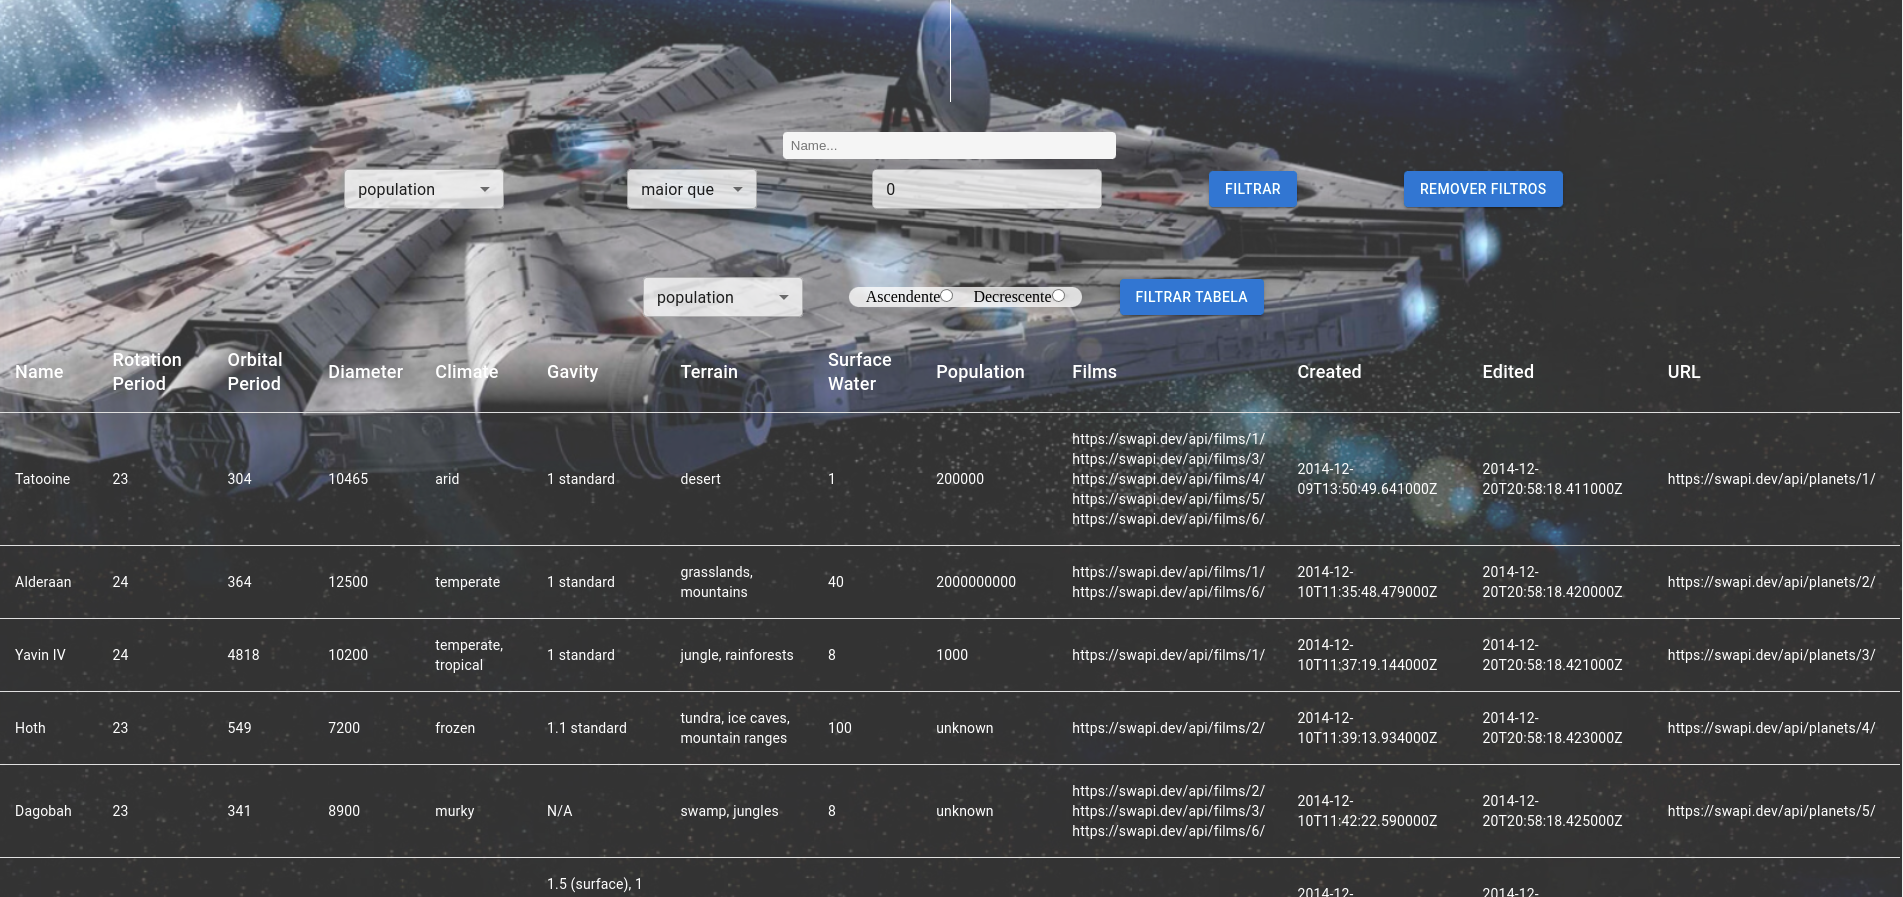 Name...
population maior que 0 FILTRAR REMOVER FILTROS
population Ascendente Decrescente FILTRAR TABELA
Name Rotation Period Orbital Period Diameter Climate Gavity Terrain Surface Water Population Films Created Edited URL
Tatooine 23 304 10465 arid 1 standard desert 1 200000 https://swapi.dev/api/films/1/ https://swapi.dev/api/films/3/ https://swapi.dev/api/films/4/ https://swapi.dev/api/films/5/ https://swapi.dev/api/films/6/ 2014-12-09T13:50:49.641000Z 2014-12-20T20:58:18.411000Z https://swapi.dev/api/planets/1/
Alderaan 24 364 12500 temperate 1 standard grasslands, mountains 40 2000000000 https://swapi.dev/api/films/1/ https://swapi.dev/api/films/6/ 2014-12-10T11:35:48.479000Z 2014-12-20T20:58:18.420000Z https://swapi.dev/api/planets/2/
Yavin IV 24 4818 10200 temperate, tropical 1 standard jungle, rainforests 8 1000 https://swapi.dev/api/films/1/ 2014-12-10T11:37:19.144000Z 2014-12-20T20:58:18.421000Z https://swapi.dev/api/planets/3/
Hoth 23 549 7200 frozen 1.1 standard tundra, ice caves, mountain ranges 100 unknown https://swapi.dev/api/films/2/ 2014-12-10T11:39:13.934000Z 2014-12-20T20:58:18.423000Z https://swapi.dev/api/planets/4/
Dagobah 23 341 8900 murky N/A swamp, jungles 8 unknown https://swapi.dev/api/films/2/ https://swapi.dev/api/films/3/ https://swapi.dev/api/films/6/ 2014-12-10T11:42:22.590000Z 2014-12-20T20:58:18.425000Z https://swapi.dev/api/planets/5/
1.5 (surface), 1 2014-12- 2014-12-